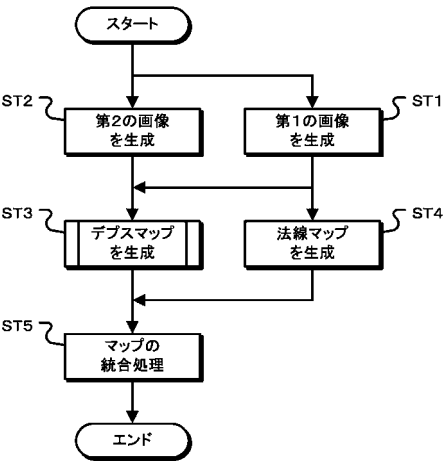 スタート
ST2
第2の画像
を生成
ST1
第1の画像
を生成
ST3
デプスマップ
を生成
ST4
法線マップ
を生成
ST5
マップの
統合処理
エンド